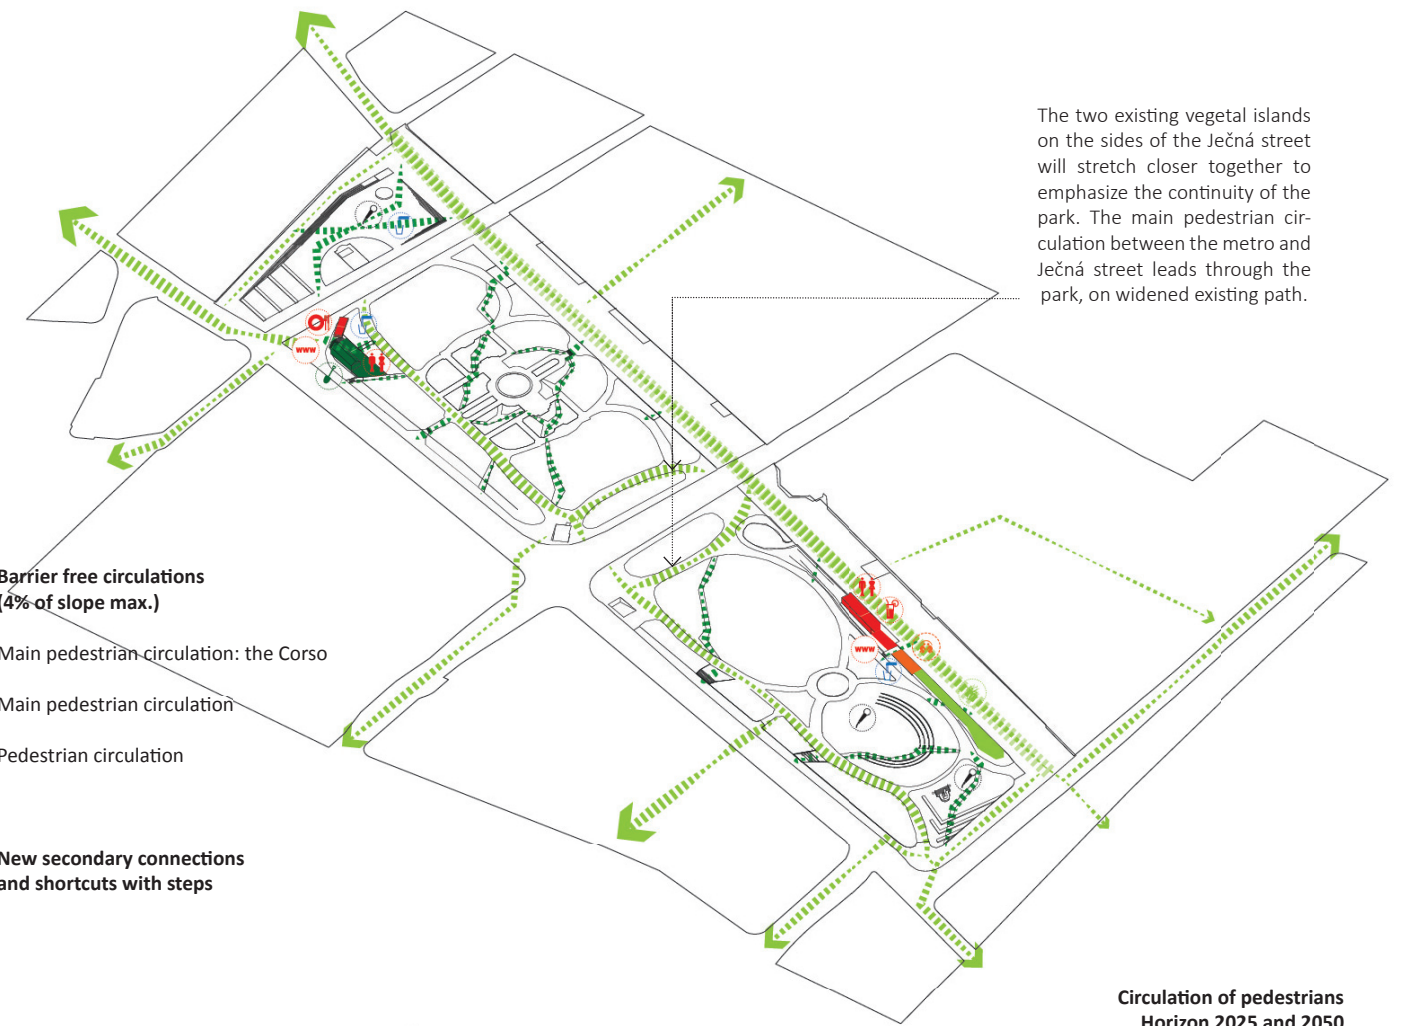 The two existing vegetal islands
on the sides of the Ječná street
will stretch closer together to
emphasize the continuity of the
park. The main pedestrian cir-
culation between the metro and
Ječná street leads through the
park, on widened existing path.
www
www
Barrier free circulations
(4% of slope max.)
Main pedestrian circulation: the Corso
Main pedestrian circulation
Pedestrian circulation
New secondary connections
and shortcuts with steps
Circulation of pedestrians
Horizon 2025 and 2050